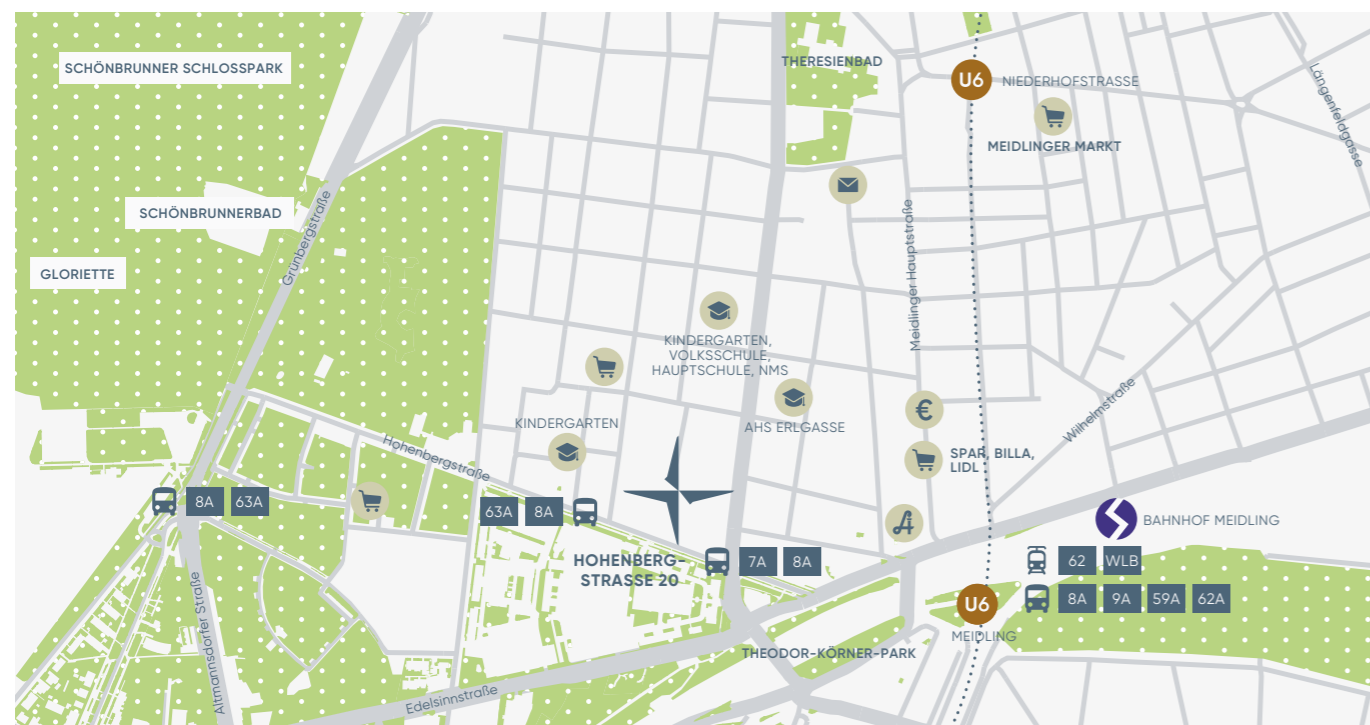 SCHÖNBRUNNER SCHLOSSPARK
THERESIENBAD
U6
NIEDERHOFSTRASSE
Längenfeldgasse
MEIDLINGER MARKT
SCHÖNBRUNNERBAD
Grünbergstraße
Meidlinger Hauptstraße
GLORIETTE
KINDERGARTEN,
VOLKSSCHULE,
HAUPTSCHULE, NMS
KINDERGARTEN
AHS ERLGASSE
€
Wilhelmstraße
Hohenbergstraße
SPAR, BILLA,
LIDL
8A 63A
63A 8A
BAHNHOF MEIDLING
HOHENBERG-
STRASSE 20
7A 8A
62 WLB
8A 9A 59A 62A
U6
MEIDLING
Altmannsdorfer Straße
THEODOR-KÖRNER-PARK
Edelsinnstraße